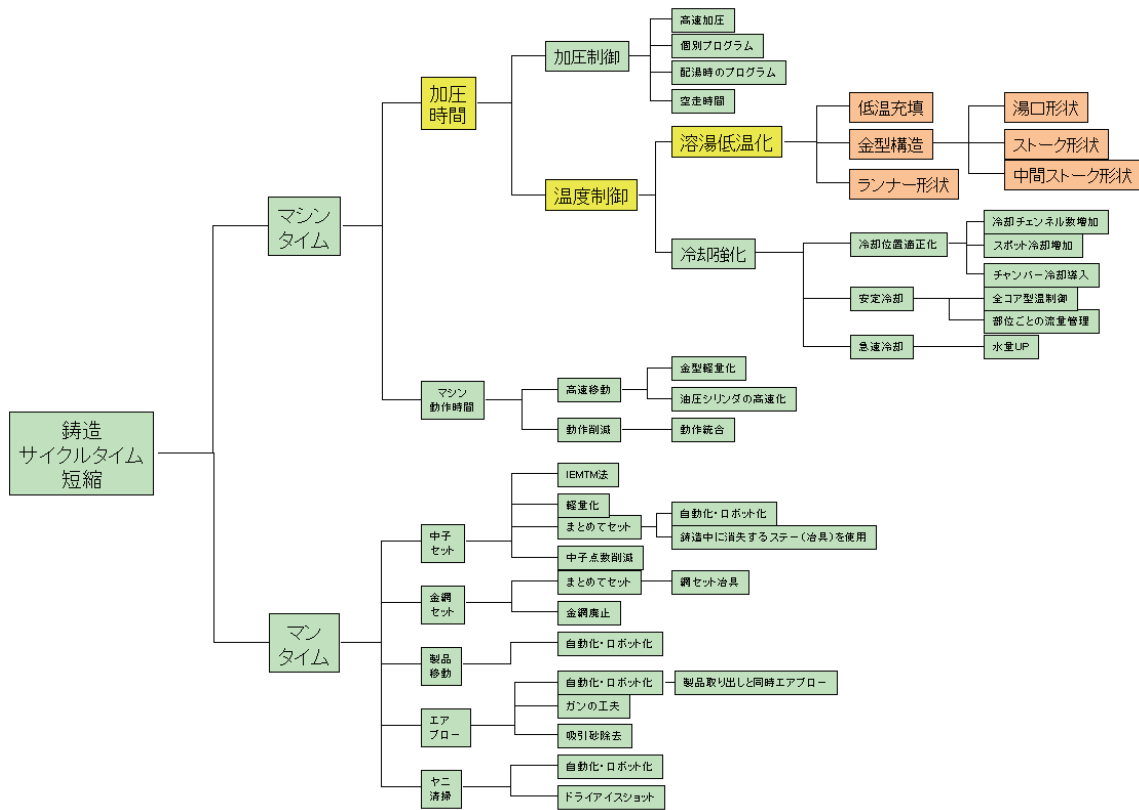 鋳造
サイクルタイム
短縮
マシン
タイム
加圧
時間
加圧制御
高速加圧
個別プログラム
配湯時のプログラム
空走時間
温度制御
溶湯低温化
低温充填
金型構造
湯口形状
ストーク形状
中間ストーク形状
ランナー形状
冷却強化
冷却位置適正化
冷却チェンネル数増加
スポット冷却増加
チャンバー冷却導入
安定冷却
全コア型温制御
部位ごとの流量管理
急速冷却
水量UP
マシン
動作時間
高速移動
金型軽量化
油圧シリンダの高速化
動作削減
動作統合
マン
タイム
中子
セット
IEMTM法
軽量化
まとめてセット
自動化・ロボット化
鋳造中に消失するステー(冶具)を使用
中子点数削減
金網
セット
まとめてセット
網セット冶具
金網廃止
製品
移動
自動化・ロボット化
エア
ブロー
自動化・ロボット化
製品取り出しと同時エアブロー
ガンの工夫
吸引砂除去
ヤニ
清掃
自動化・ロボット化
ドライアイスショット